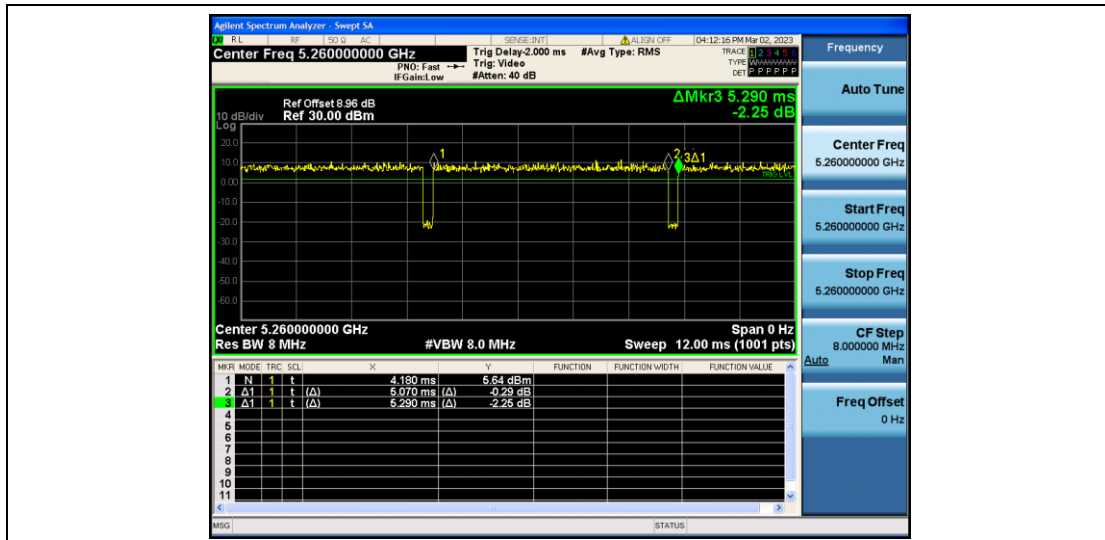 Agilent Spectrum Analyzer - Swept SA
RL RF 50 Ω AC SENSE:INT ALIGN OFF 04:12:16 PM Mar 02, 2023
Center Freq 5.260000000 GHz
Trig Delay-2.000 ms #Avg Type: RMS
PNO: Fast Trig: Video
IFGain:Low #Atten: 40 dB
TRACE 1 2 3 4 5 6
TYPE
DET P P P P P P
Ref Offset 8.96 dB
10 dB/div Ref 30.00 dBm
Log
ΔMkr3 5.290 ms
-2.25 dB
20.0
10.0
0.00
-10.0
-20.0
-30.0
-40.0
-50.0
-60.0
1
2 3Δ1
TRIG LVL
Center 5.260000000 GHz Span 0 Hz
Res BW 8 MHz #VBW 8.0 MHz Sweep 12.00 ms (1001 pts)
MKR MODE TRC SCL X Y FUNCTION FUNCTION WIDTH FUNCTION VALUE
1 N 1 t 4.180 ms 5.64 dBm
2 Δ1 1 t (Δ) 5.070 ms (Δ) -0.29 dB
3 Δ1 1 t (Δ) 5.290 ms (Δ) -2.25 dB
4
5
6
7
8
9
10
11
MSG STATUS
Frequency
Auto Tune
Center Freq
5.260000000 GHz
Start Freq
5.260000000 GHz
Stop Freq
5.260000000 GHz
CF Step
8.000000 MHz
Auto Man
Freq Offset
0 Hz